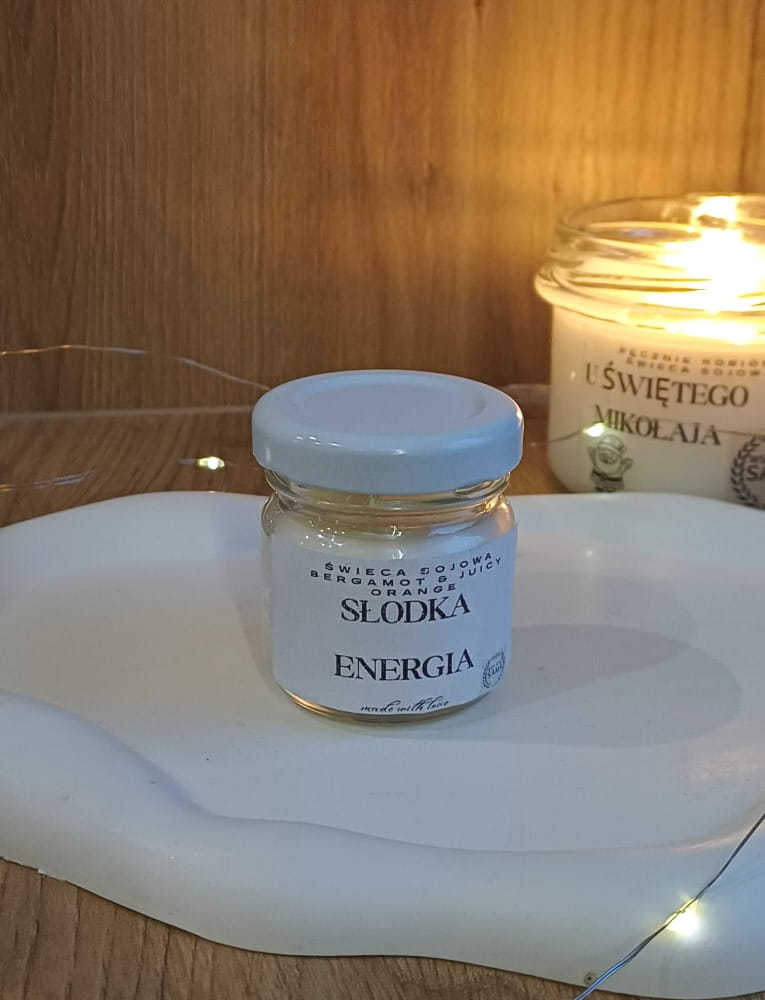 ŚWIECA SOJOWA
BERGAMOT & JUICY
ORANGE
SŁODKA
ENERGIA
made with love
U ŚWIĘTEGO
MIKOŁAJA